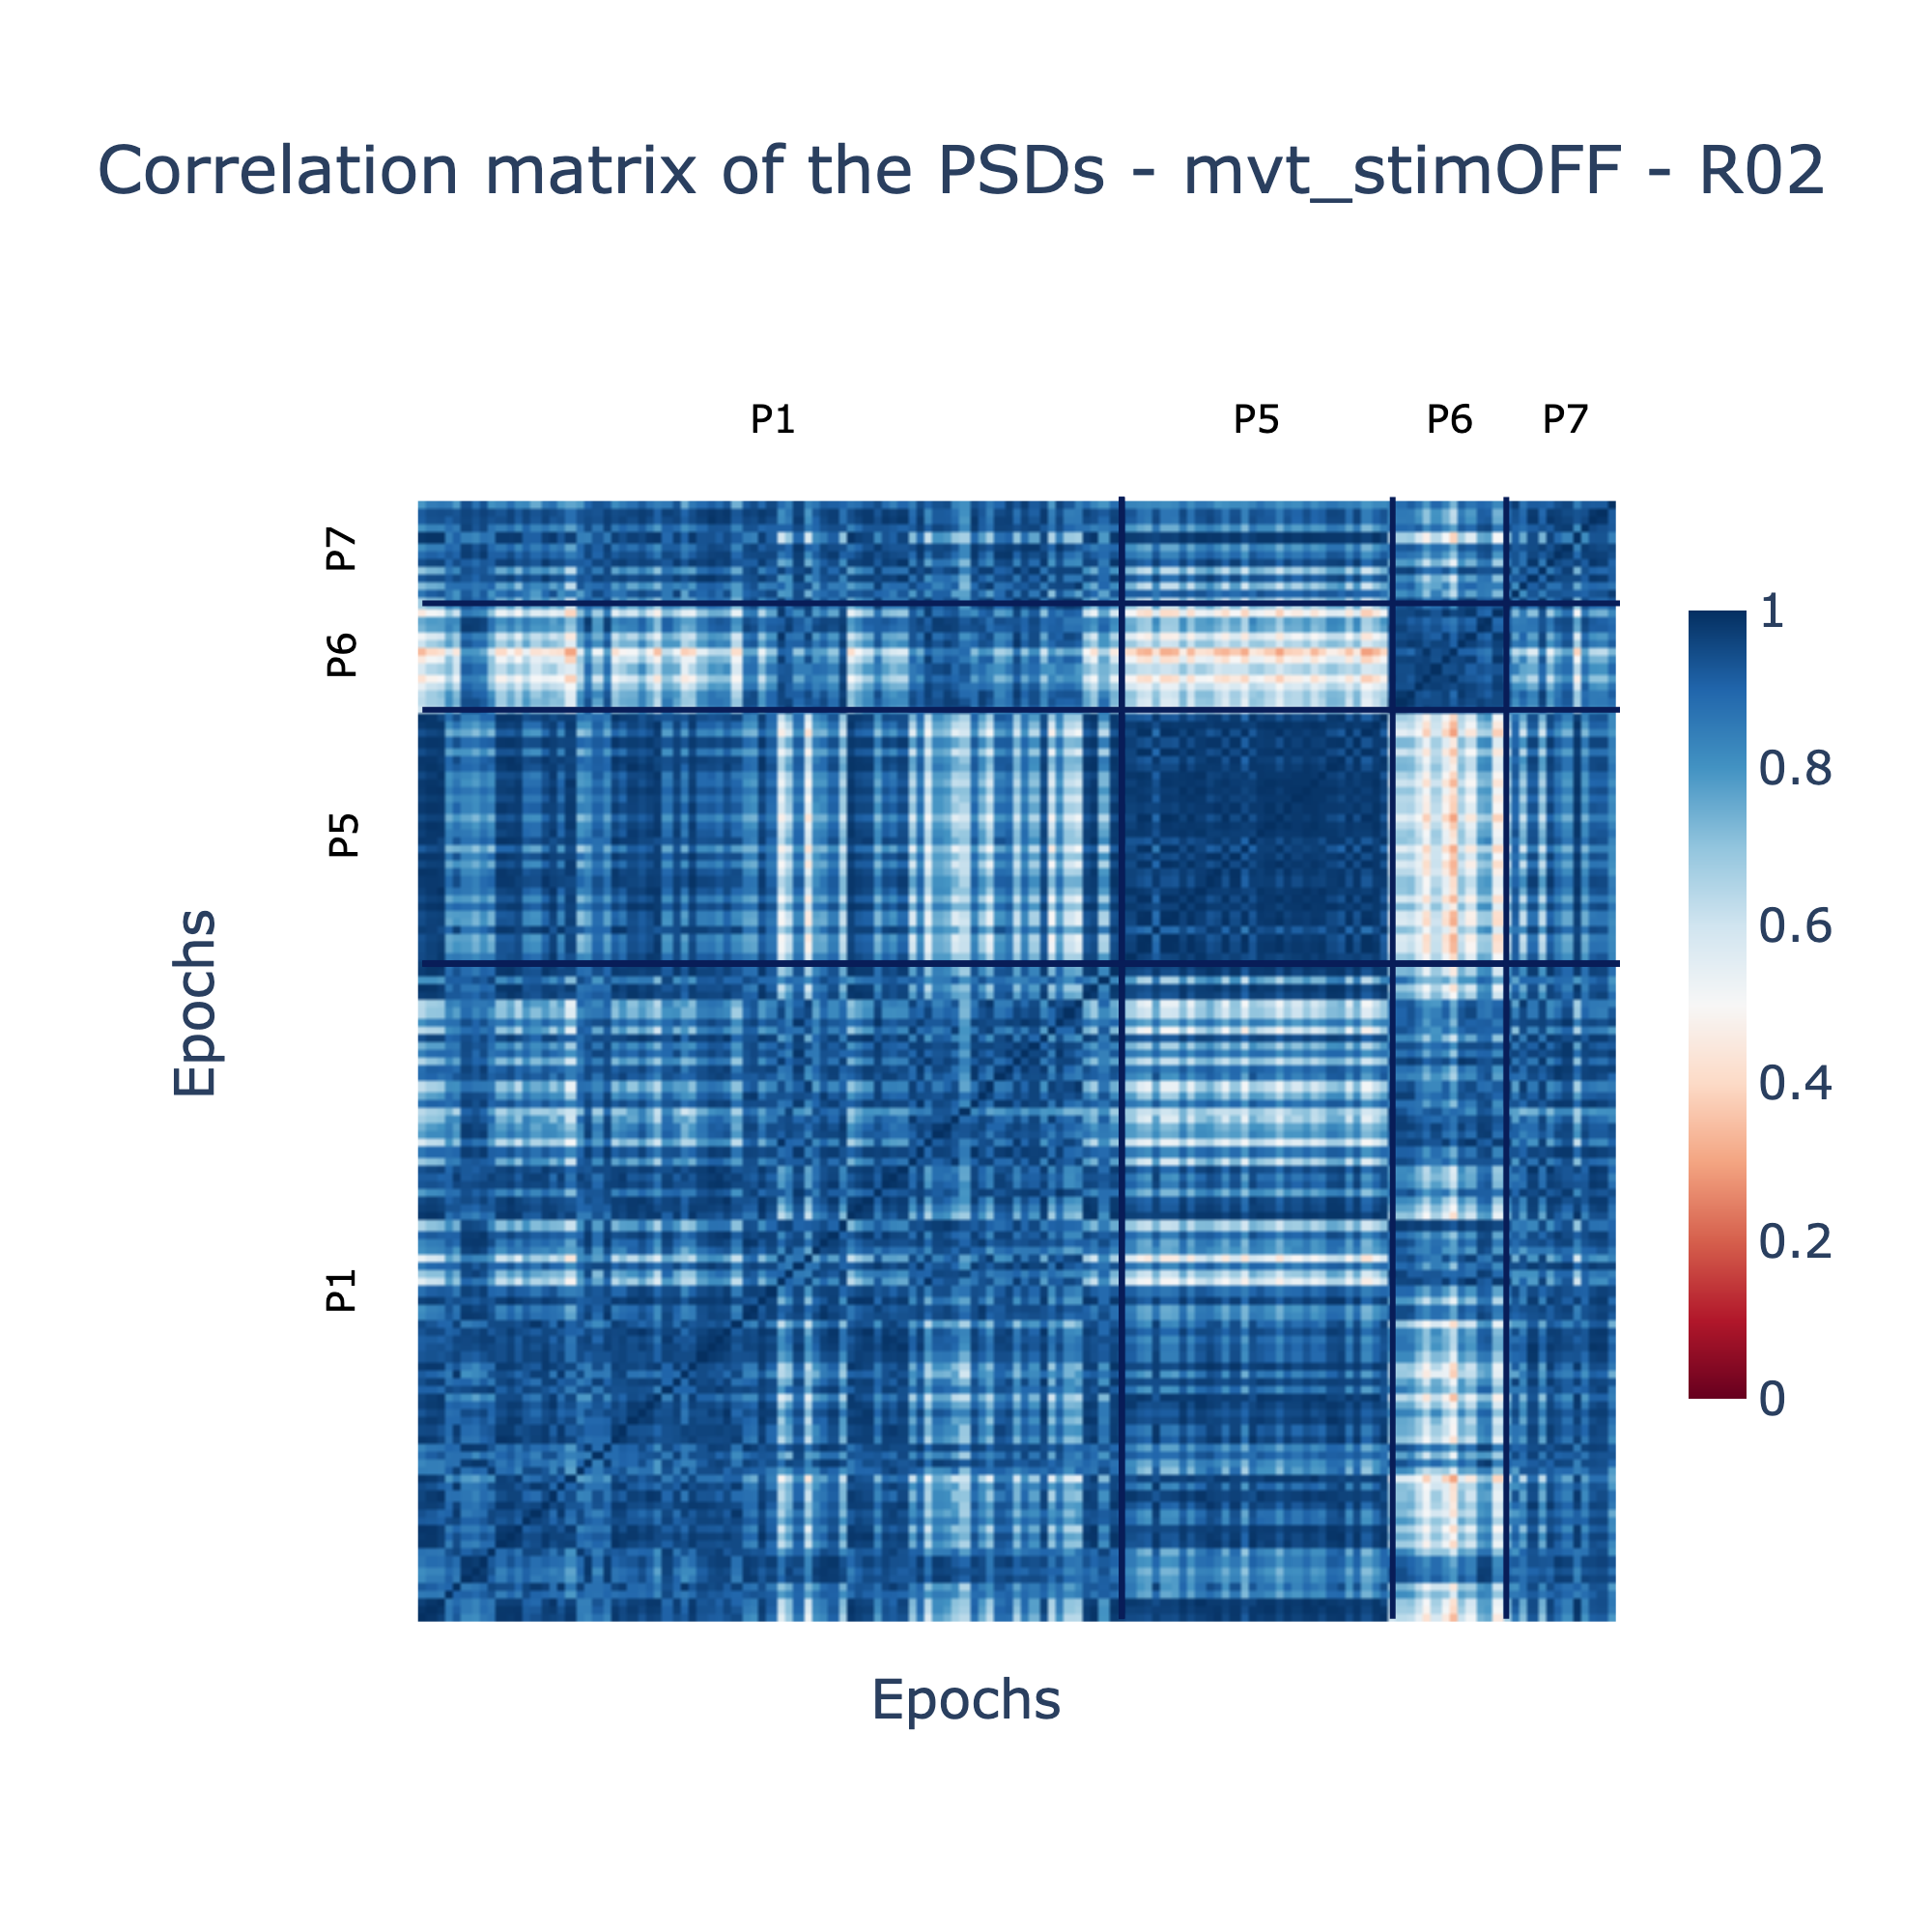 Correlation matrix of the PSDs - mvt_stimOFF - R02
P1 P5 P6 P7
P7
P6
P5
P1
Epochs
Epochs
1
0.8
0.6
0.4
0.2
0